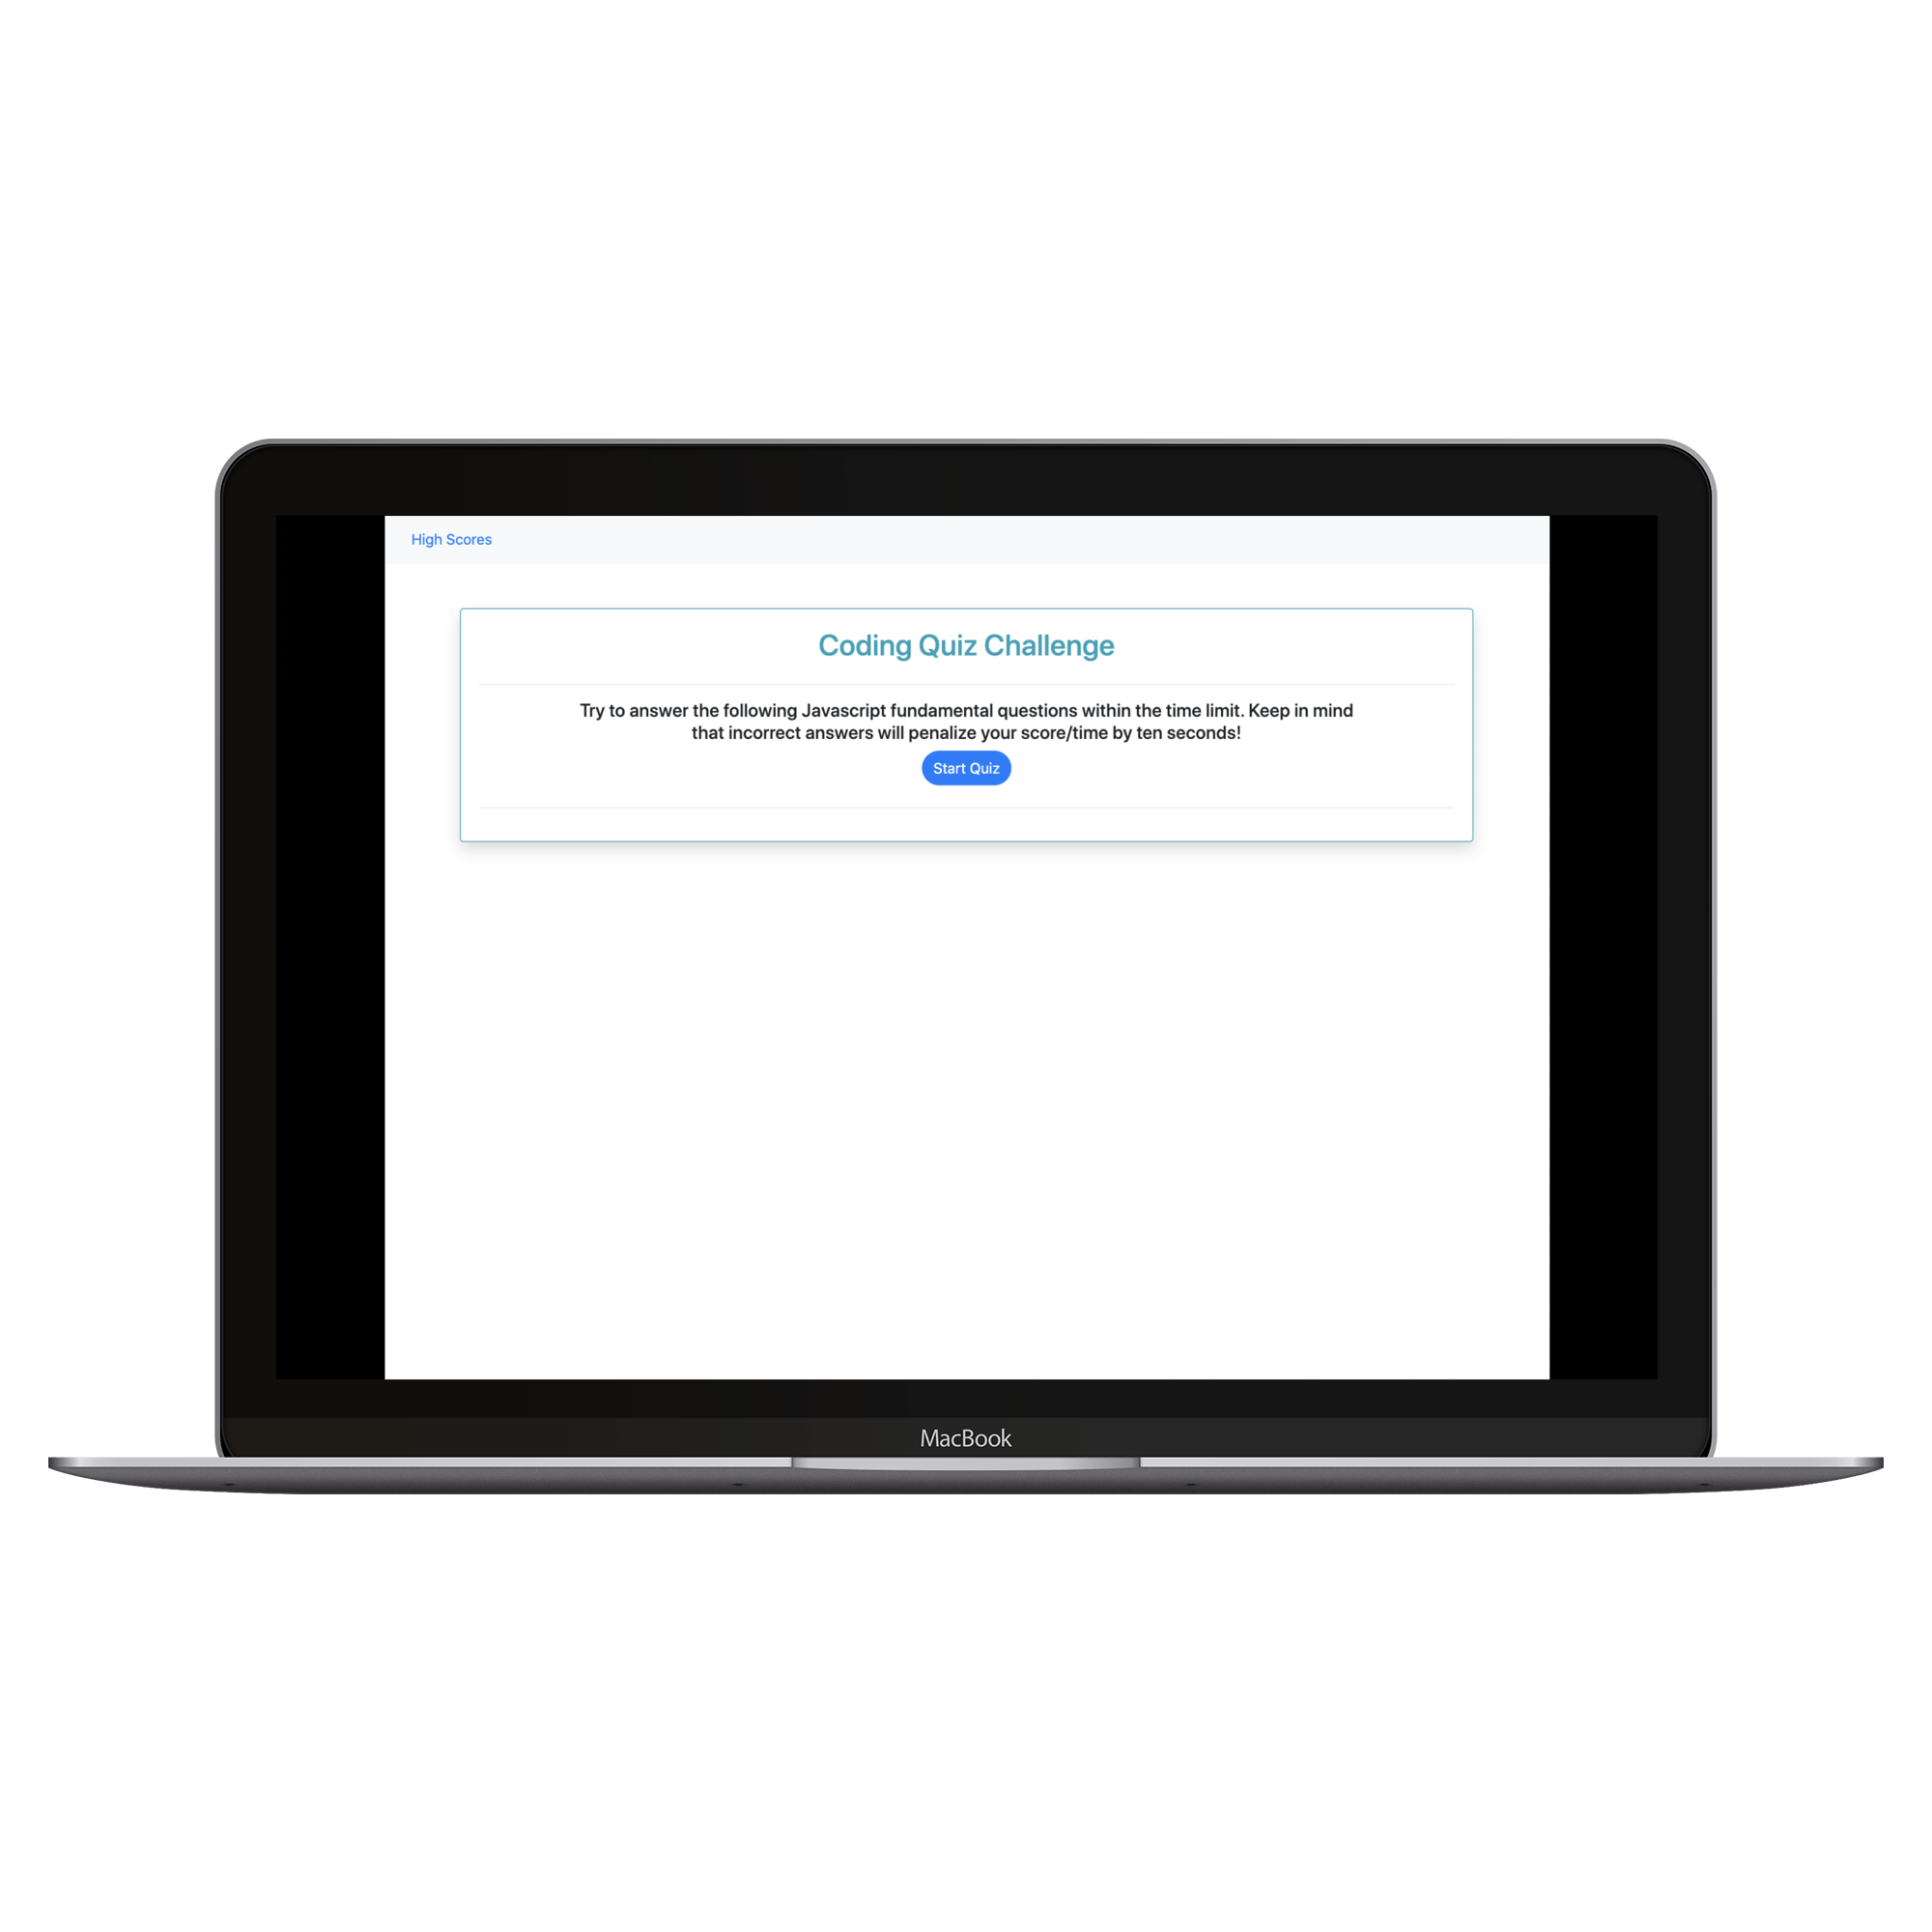 High Scores
Coding Quiz Challenge
Try to answer the following Javascript fundamental questions within the time limit. Keep in mind
that incorrect answers will penalize your score/time by ten seconds!
Start Quiz
MacBook